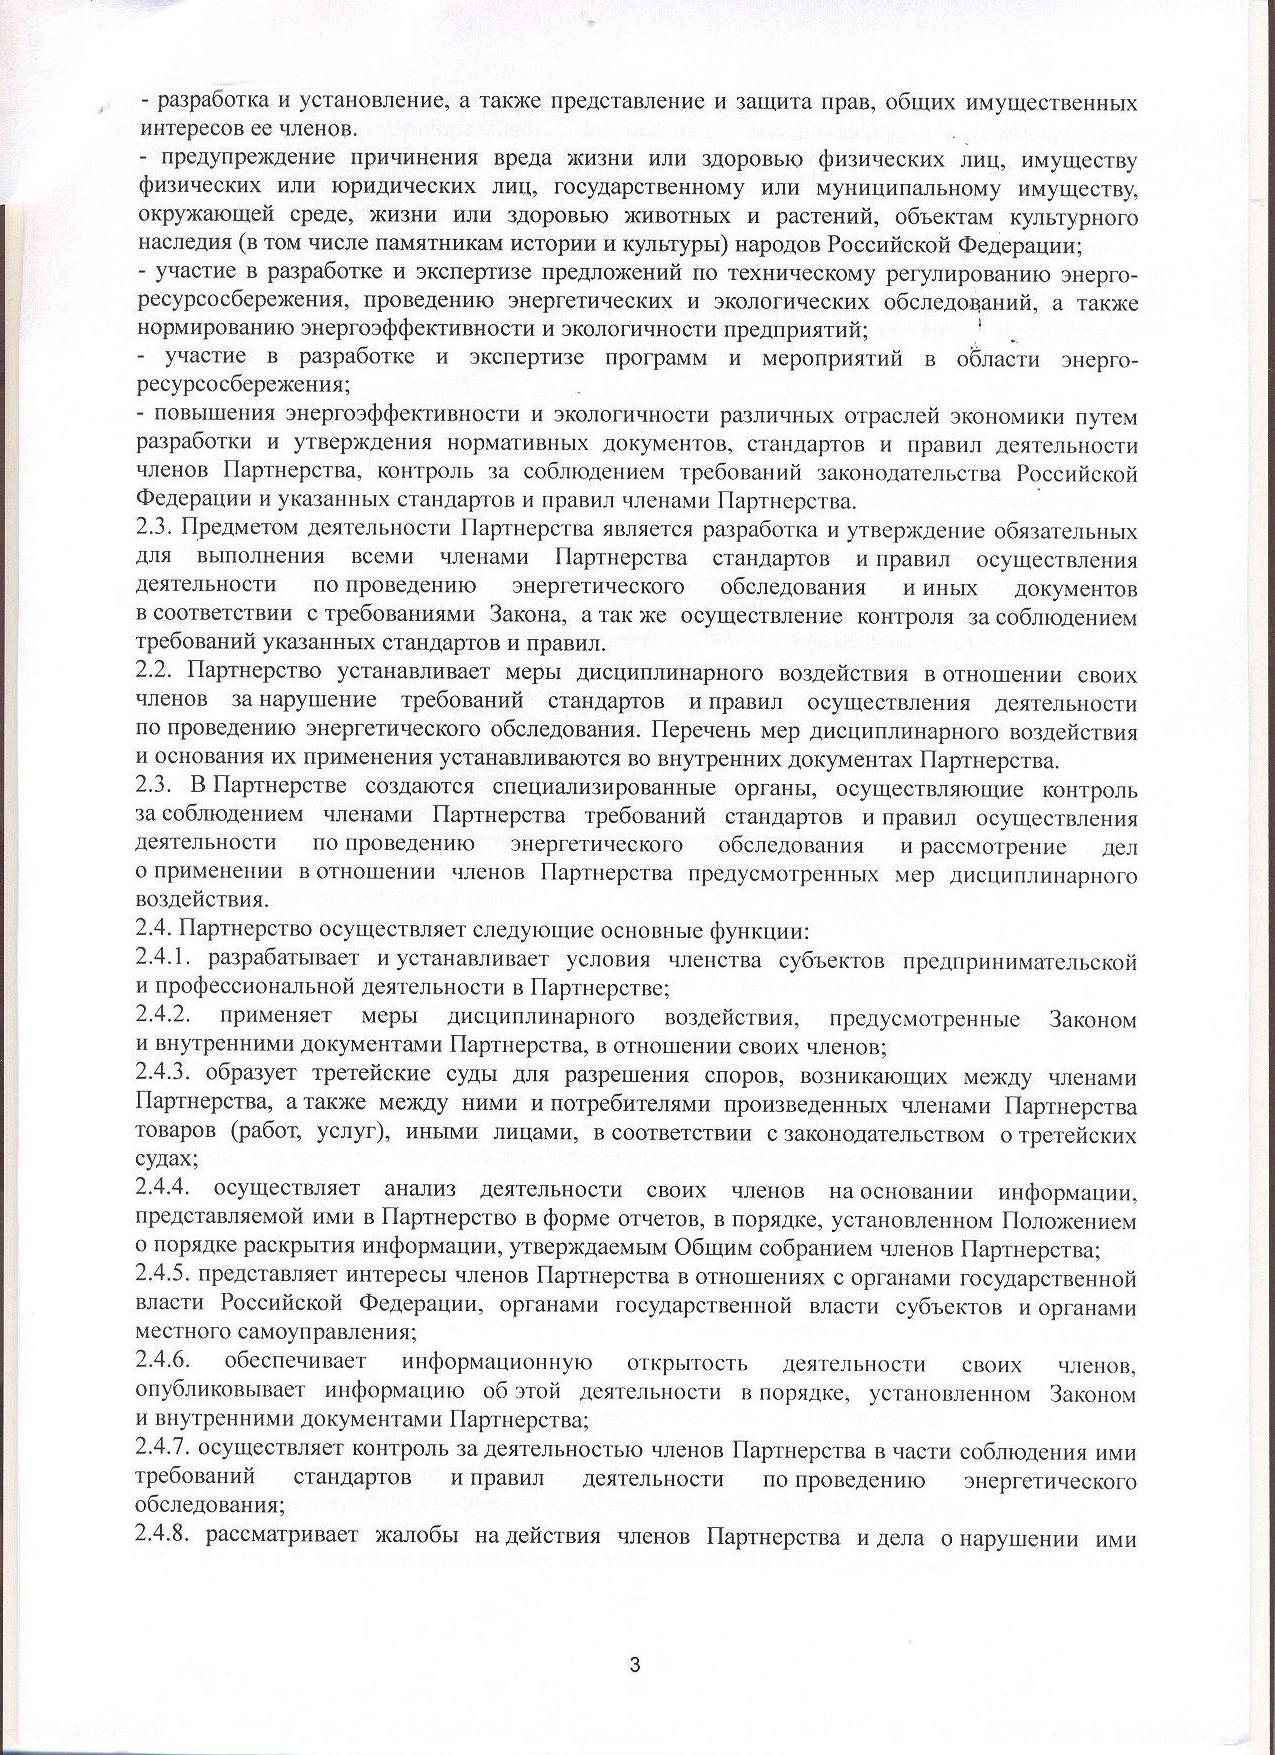 - разработка и установление, а также представление и защита прав, общих имущественных
интересов ее членов.
- предупреждение причинения вреда жизни или здоровью физических лиц, имуществу
физических или юридических лиц, государственному или муниципальному имуществу,
окружающей среде, жизни или здоровью животных и растений, объектам культурного
наследия (в том числе памятникам истории и культуры) народов Российской Федерации;
- участие в разработке и экспертизе предложений по техническому регулированию энерго-
ресурсосбережения, проведению энергетических и экологических обследований, а также
нормированию энергоэффективности и экологичности предприятий;
- участие в разработке и экспертизе программ и мероприятий в области энерго-
ресурсосбережения;
- повышения энергоэффективности и экологичности различных отраслей экономики путем
разработки и утверждения нормативных документов, стандартов и правил деятельности
членов Партнерства, контроль за соблюдением требований законодательства Российской
Федерации и указанных стандартов и правил членами Партнерства.
2.3. Предметом деятельности Партнерства является разработка и утверждение обязательных
для выполнения всеми членами Партнерства стандартов и правил осуществления
деятельности по проведению энергетического обследования и иных документов
в соответствии с требованиями Закона, а так же осуществление контроля за соблюдением
требований указанных стандартов и правил.
2.2. Партнерство устанавливает меры дисциплинарного воздействия в отношении своих
членов за нарушение требований стандартов и правил осуществления деятельности
по проведению энергетического обследования. Перечень мер дисциплинарного воздействия
и основания их применения устанавливаются во внутренних документах Партнерства.
2.3. В Партнерстве создаются специализированные органы, осуществляющие контроль
за соблюдением членами Партнерства требований стандартов и правил осуществления
деятельности по проведению энергетического обследования и рассмотрение дел
о применении в отношении членов Партнерства предусмотренных мер дисциплинарного
воздействия.
2.4. Партнерство осуществляет следующие основные функции:
2.4.1. разрабатывает и устанавливает условия членства субъектов предпринимательской
и профессиональной деятельности в Партнерстве;
2.4.2. применяет меры дисциплинарного воздействия, предусмотренные Законом
и внутренними документами Партнерства, в отношении своих членов;
2.4.3. образует третейские суды для разрешения споров, возникающих между членами
Партнерства, а также между ними и потребителями произведенных членами Партнерства
товаров (работ, услуг), иными лицами, в соответствии с законодательством о третейских
судах;
2.4.4. осуществляет анализ деятельности своих членов на основании информации,
представляемой ими в Партнерство в форме отчетов, в порядке, установленном Положением
о порядке раскрытия информации, утверждаемым Общим собранием членов Партнерства;
2.4.5. представляет интересы членов Партнерства в отношениях с органами государственной
власти Российской Федерации, органами государственной власти субъектов и органами
местного самоуправления;
2.4.6. обеспечивает информационную открытость деятельности своих членов,
опубликовывает информацию об этой деятельности в порядке, установленном Законом
и внутренними документами Партнерства;
2.4.7. осуществляет контроль за деятельностью членов Партнерства в части соблюдения ими
требований стандартов и правил деятельности по проведению энергетического
обследования;
2.4.8. рассматривает жалобы на действия членов Партнерства и дела о нарушении ими
3